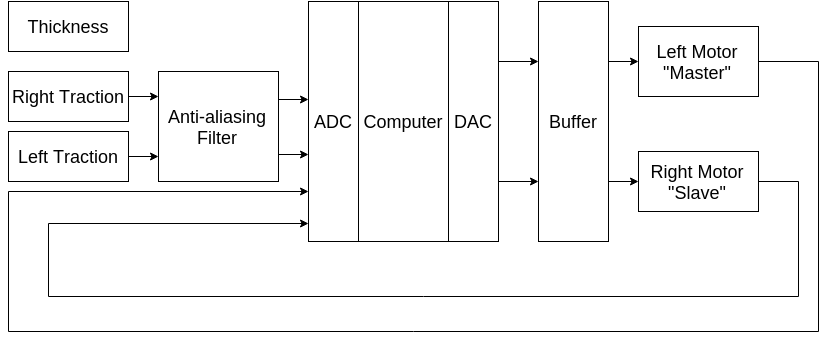 Thickness
Right Traction
Left Traction
Anti-aliasing
Filter
ADC
Computer
DAC
Buffer
Left Motor
"Master"
Right Motor
"Slave"